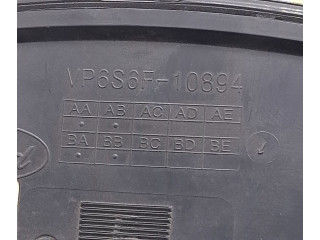 VP6S6F-10894
AA AB AC AD AE
BA BB BC BD BE